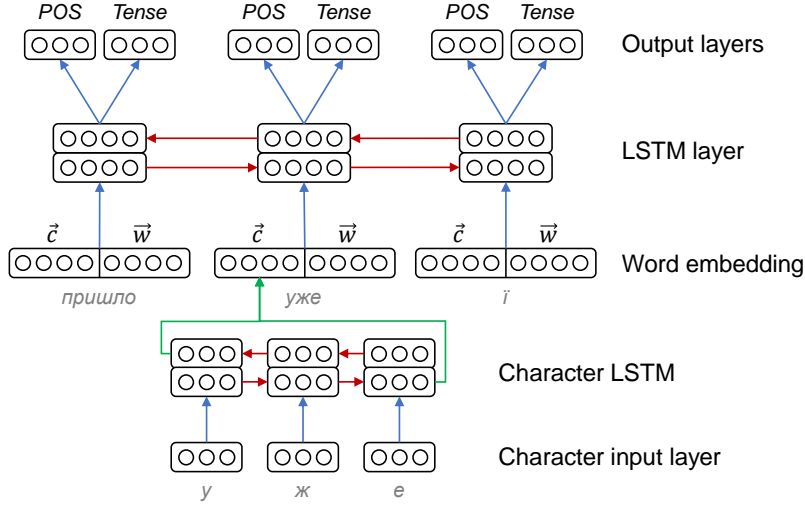 POS Tense POS Tense POS Tense
Output layers
LSTM layer
c⃗ w⃗ c⃗ w⃗ c⃗ w⃗
Word embedding
пришло уже ї
Character LSTM
Character input layer
у ж е